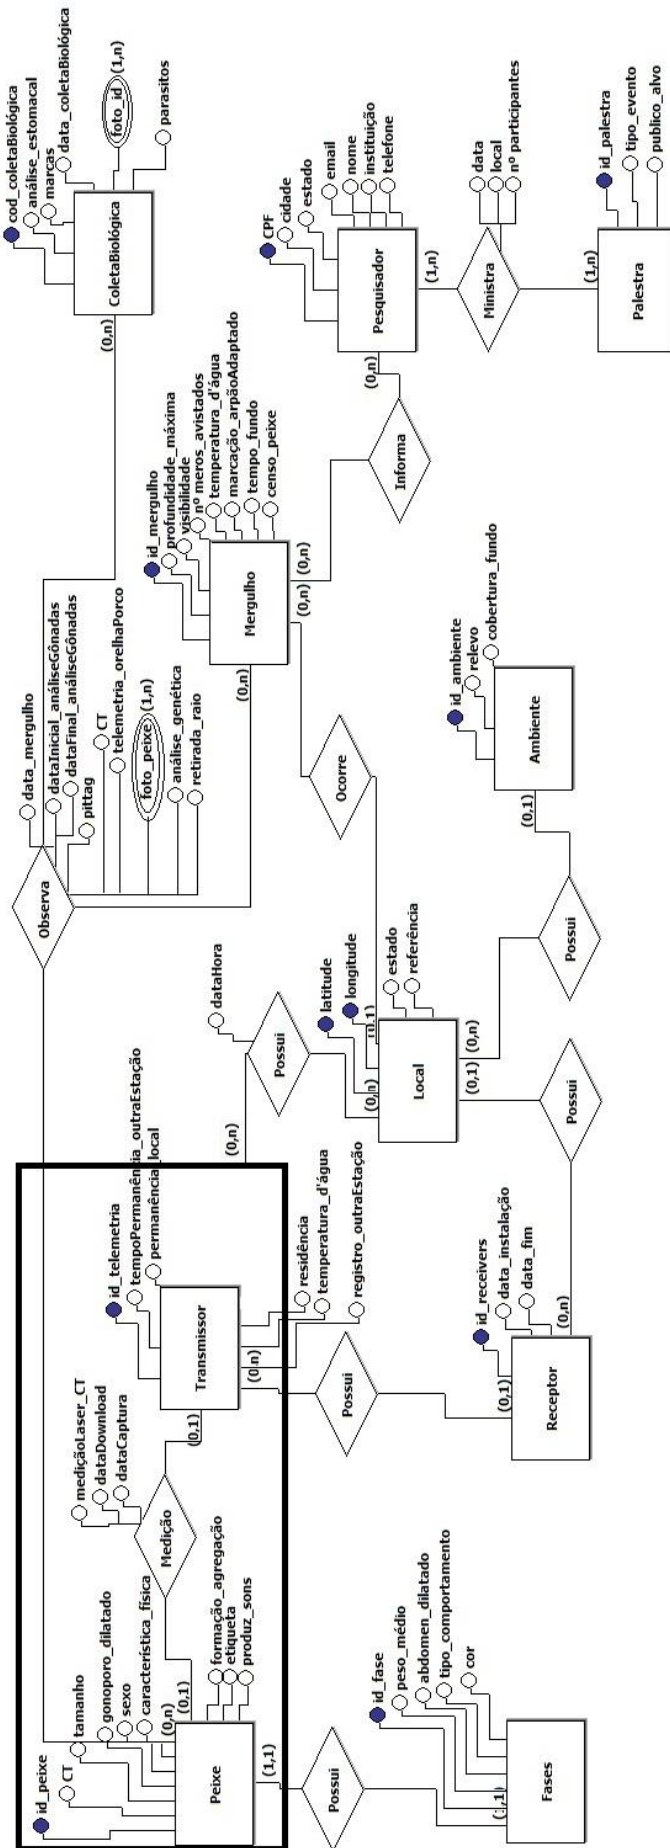 cod_coletaBiológica
análise_estomacal
marcas
data_coletaBiológica
foto_id
(1,n)
parasitos
ColetaBiológica
(0,n)
CPF
cidade
estado
email
nome
instituição
telefone
Pesquisador
(0,n)
(1,n)
Ministra
data
local
nº participantes
(1,n)
Palestra
id_palestra
tipo_evento
publico_alvo
Informa
id_mergulho
profundidade_máxima
visibilidade
nº meros_avistados
temperatura_d'água
marcação_arpãoAdaptado
tempo_fundo
censo_peixe
Mergulho
(0,n)
(0,n)
(0,n)
Observa
data_mergulho
dataInicial_análiseGônadas
dataFinal_análiseGônadas
pittag
CT
telemetria_orelhaPorco
foto_peixe
(1,n)
análise_genética
retirada_raio
Ocorre
id_ambiente
relevo
cobertura_fundo
Ambiente
(0,1)
Possui
dataHora
Possui
(0,n)
latitude
longitude
estado
referência
Local
(0,n)
(0,1)
(0,1)
(0,n)
Possui
id_telemetria
tempoPermanência_outraEstação
permanência_local
Transmissor
residência
temperatura_d'água
registro_outraEstação
(0,n)
(0,1)
Possui
id_receivers
data_instalação
data_fim
Receptor
(0,1)
(0,n)
mediçãoLaser_CT
dataDownload
dataCaptura
Medição
id_peixe
CT
tamanho
gonoporo_dilatado
sexo
característica_física
(0,n)
(0,1)
formação_agregação
etiqueta
produz_sons
Peixe
(1,1)
Possui
id_fase
peso_médio
abdomen_dilatado
tipo_comportamento
cor
(1,1)
Fases